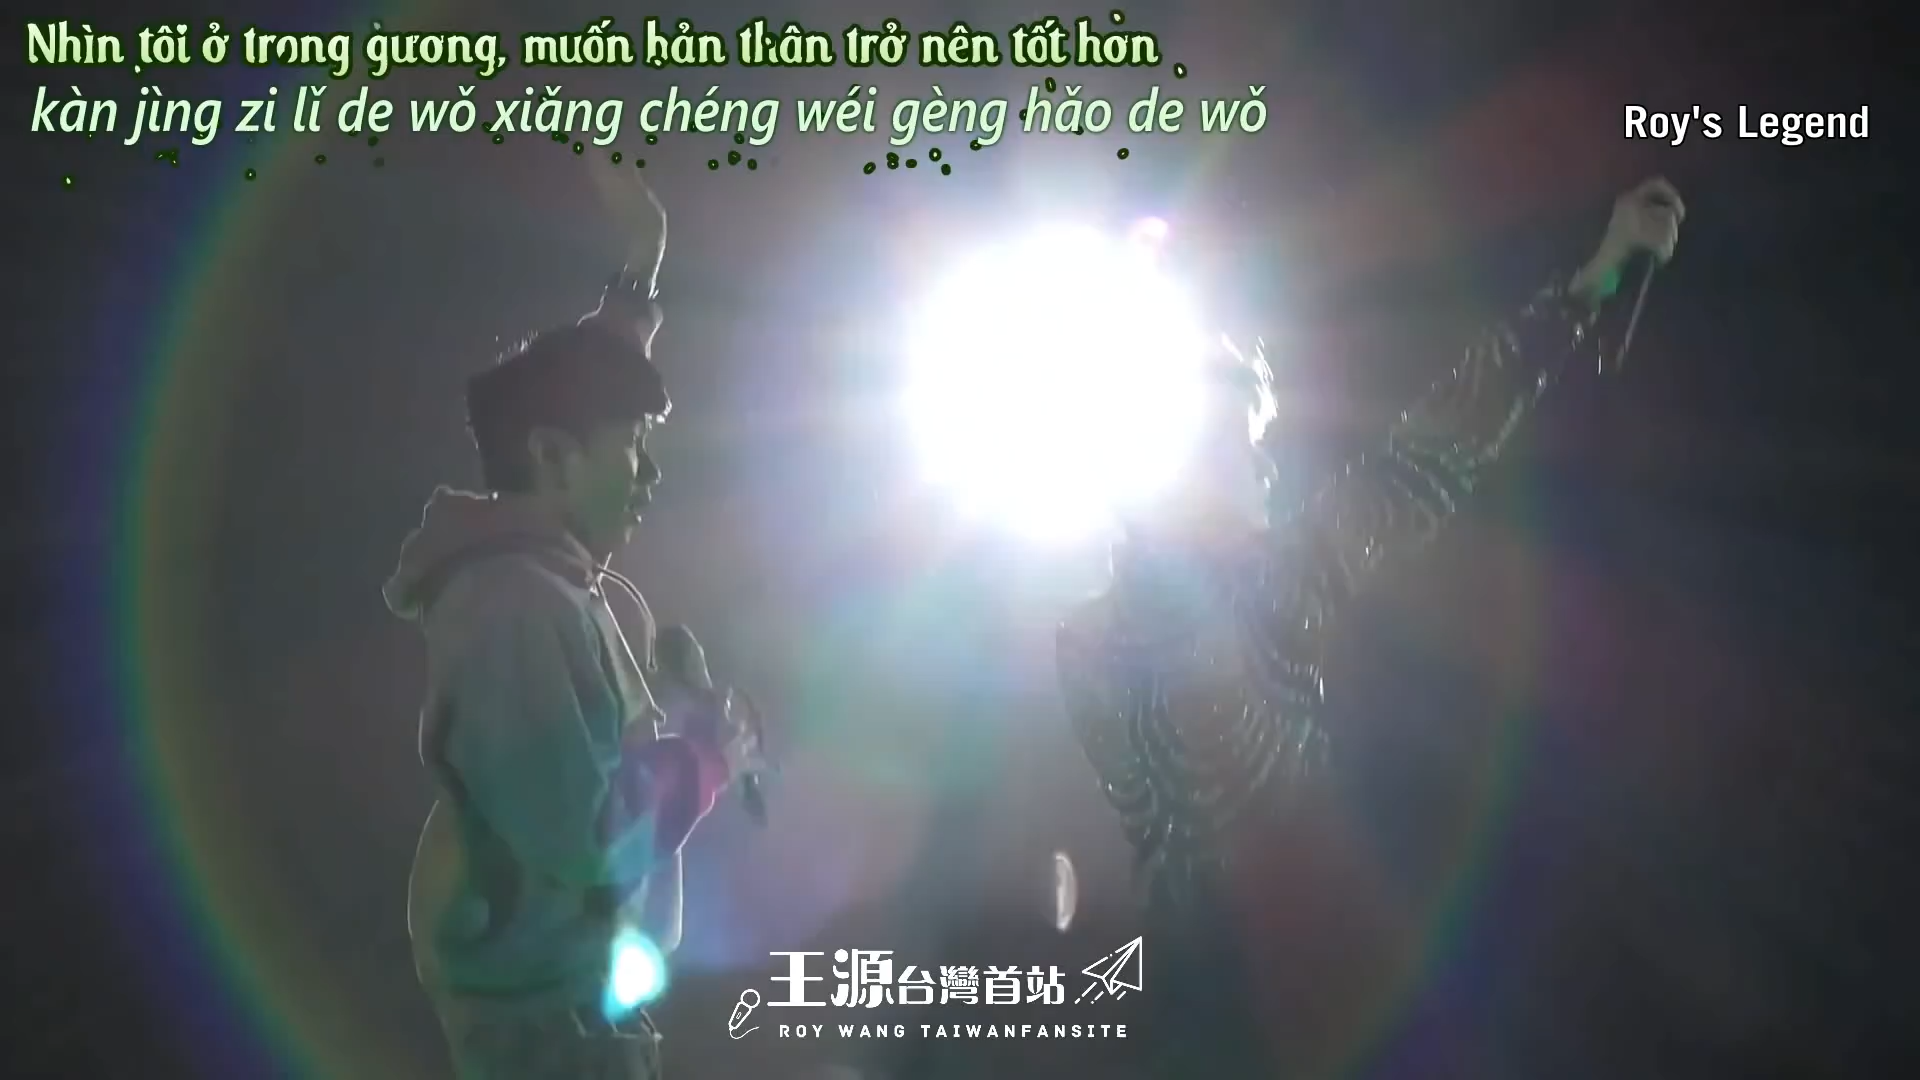 Nhìn tôi ở trong gương, muốn bản thân trở nên tốt hơn
kàn jìng zi lǐ de wǒ xiǎng chéng wéi gèng hǎo de wǒ
Roy's Legend
王源台灣首站
ROY WANG TAIWANFANSITE